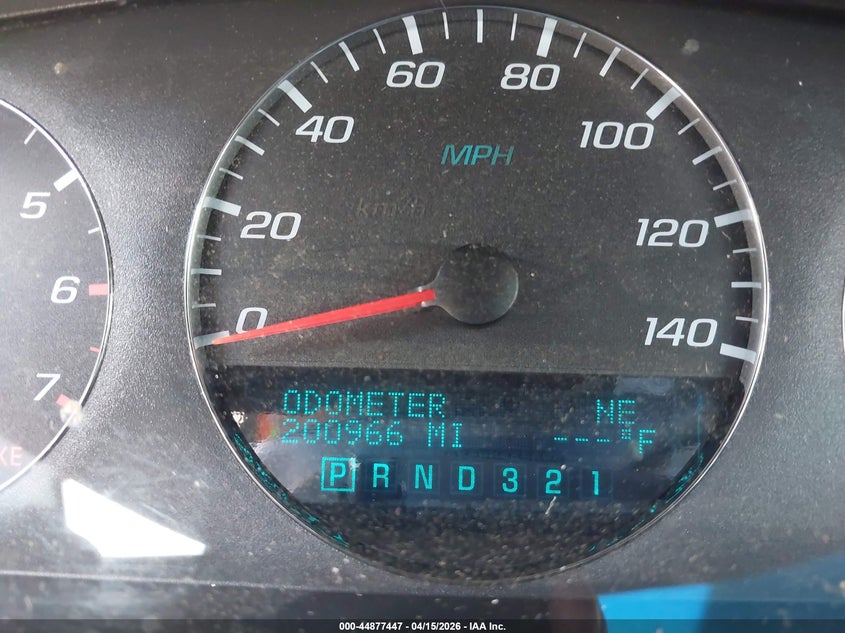 60 80
40 100
MPH
km/h
5 20 120
6
0 140
7
ODOMETER NE
200966 MI ---°F
P R N D 3 2 1
000-44877447 - 04/15/2026 - IAA Inc.